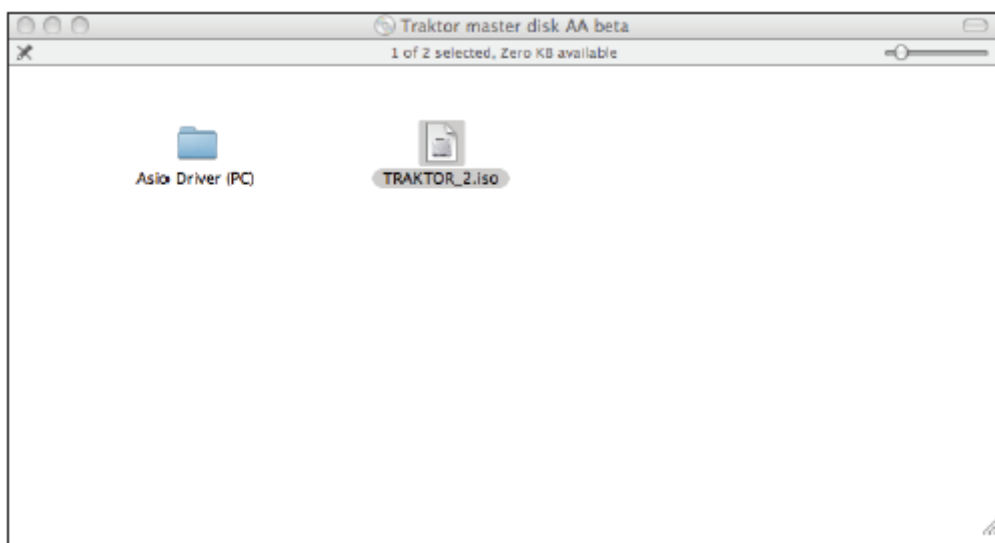 Traktor master disk AA beta
1 of 2 selected, Zero KB available
Asio Driver (PC)
TRAKTOR_2.iso